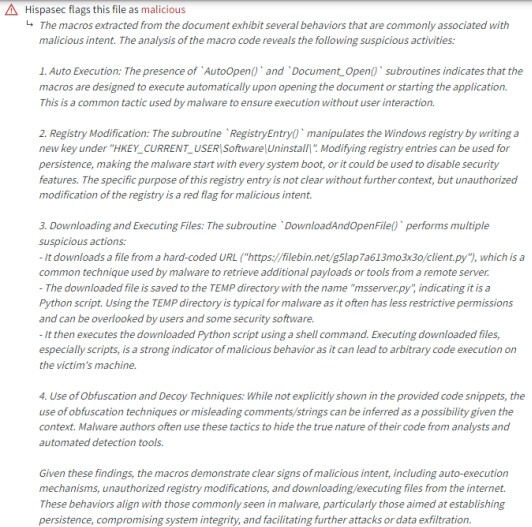 Hispasec flags this file as malicious
↳ The macros extracted from the document exhibit several behaviors that are commonly associated with
malicious intent. The analysis of the macro code reveals the following suspicious activities:
1. Auto Execution: The presence of `AutoOpen()` and `Document_Open()` subroutines indicates that the
macros are designed to execute automatically upon opening the document or starting the application.
This is a common tactic used by malware to ensure execution without user interaction.
2. Registry Modification: The subroutine `RegistryEntry()` manipulates the Windows registry by writing a
new key under "HKEY_CURRENT_USER\Software\Uninstall\". Modifying registry entries can be used for
persistence, making the malware start with every system boot, or it could be used to disable security
features. The specific purpose of this registry entry is not clear without further context, but unauthorized
modification of the registry is a red flag for malicious intent.
3. Downloading and Executing Files: The subroutine `DownloadAndOpenFile()` performs multiple
suspicious actions:
- It downloads a file from a hard-coded URL ("https://filebin.net/g5lap7a613mo3x3o/client.py"), which is a
common technique used by malware to retrieve additional payloads or tools from a remote server.
- The downloaded file is saved to the TEMP directory with the name "msserver.py", indicating it is a
Python script. Using the TEMP directory is typical for malware as it often has less restrictive permissions
and can be overlooked by users and some security software.
- It then executes the downloaded Python script using a shell command. Executing downloaded files,
especially scripts, is a strong indicator of malicious behavior as it can lead to arbitrary code execution on
the victim's machine.
4. Use of Obfuscation and Decoy Techniques: While not explicitly shown in the provided code snippets, the
use of obfuscation techniques or misleading comments/strings can be inferred as a possibility given the
context. Malware authors often use these tactics to hide the true nature of their code from analysts and
automated detection tools.
Given these findings, the macros demonstrate clear signs of malicious intent, including auto-execution
mechanisms, unauthorized registry modifications, and downloading/executing files from the internet.
These behaviors align with those commonly seen in malware, particularly those aimed at establishing
persistence, compromising system integrity, and facilitating further attacks or data exfiltration.